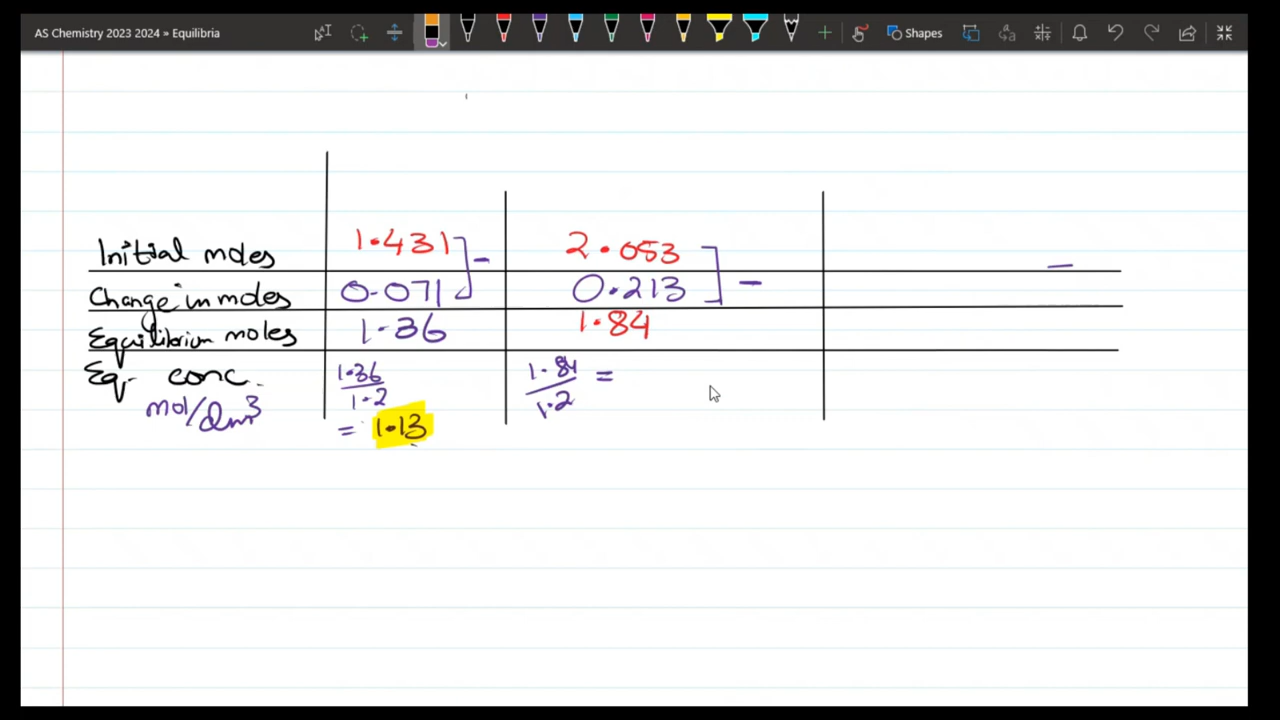 AS Chemistry 2023 2024 » Equilibria
Shapes
Initial moles 1.431 - 2.053 - -
Change in moles 0.071 0.213
Equilibrium moles 1.36 1.84
Eq. conc. 1.36/1.2 1.84/1.2 =
mol/dm³ = 1.13